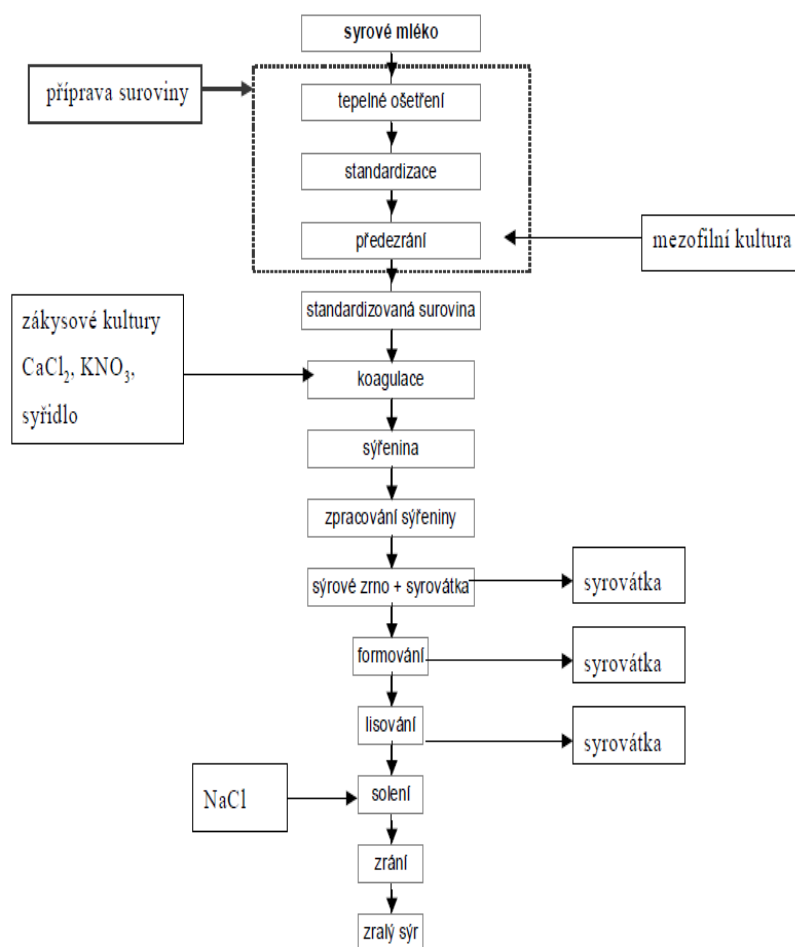 syrové mléko
příprava suroviny
tepelné ošetření
standardizace
předezrání
mezofilní kultura
standardizovaná surovina
zákysové kultury
CaCl₂, KNO₃,
syřidlo
koagulace
sýřenina
zpracování sýřeniny
sýrové zrno + syrovátka
syrovátka
formování
syrovátka
lisování
syrovátka
NaCl
solení
zrání
zralý sýr